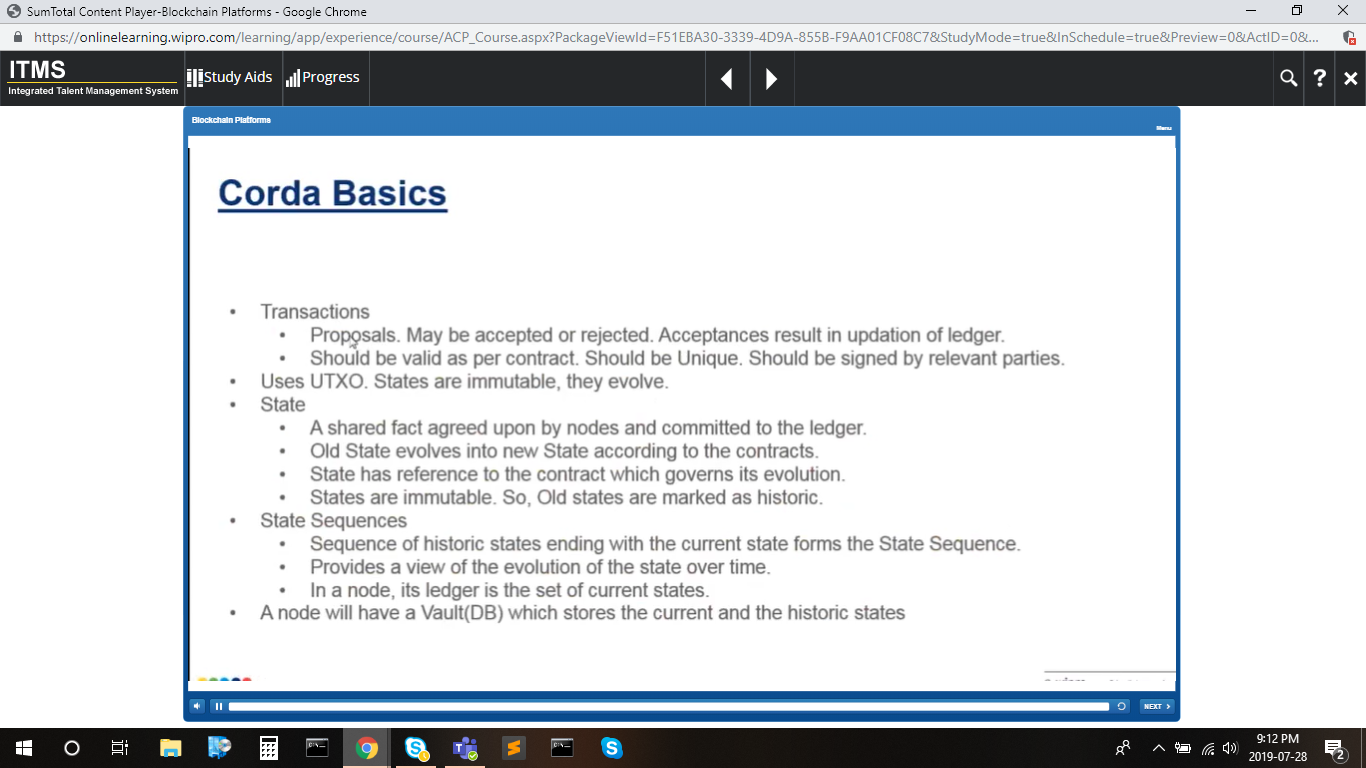 SumTotal Content Player-Blockchain Platforms - Google Chrome
https://onlinelearning.wipro.com/learning/app/experience/course/ACP_Course.aspx?PackageViewId=F51EBA30-3339-4D9A-855B-F9AA01CF08C7&StudyMode=true&InSchedule=true&Preview=0&ActID=0&...
ITMS
Integrated Talent Management System
Study Aids
Progress
Blockchain Platforms
Menu
Corda Basics
• Transactions
• Proposals. May be accepted or rejected. Acceptances result in updation of ledger.
• Should be valid as per contract. Should be Unique. Should be signed by relevant parties.
• Uses UTXO. States are immutable, they evolve.
• State
• A shared fact agreed upon by nodes and committed to the ledger.
• Old State evolves into new State according to the contracts.
• State has reference to the contract which governs its evolution.
• States are immutable. So, Old states are marked as historic.
• State Sequences
• Sequence of historic states ending with the current state forms the State Sequence.
• Provides a view of the evolution of the state over time.
• In a node, its ledger is the set of current states.
• A node will have a Vault(DB) which stores the current and the historic states
NEXT >
9:12 PM
2019-07-28
2